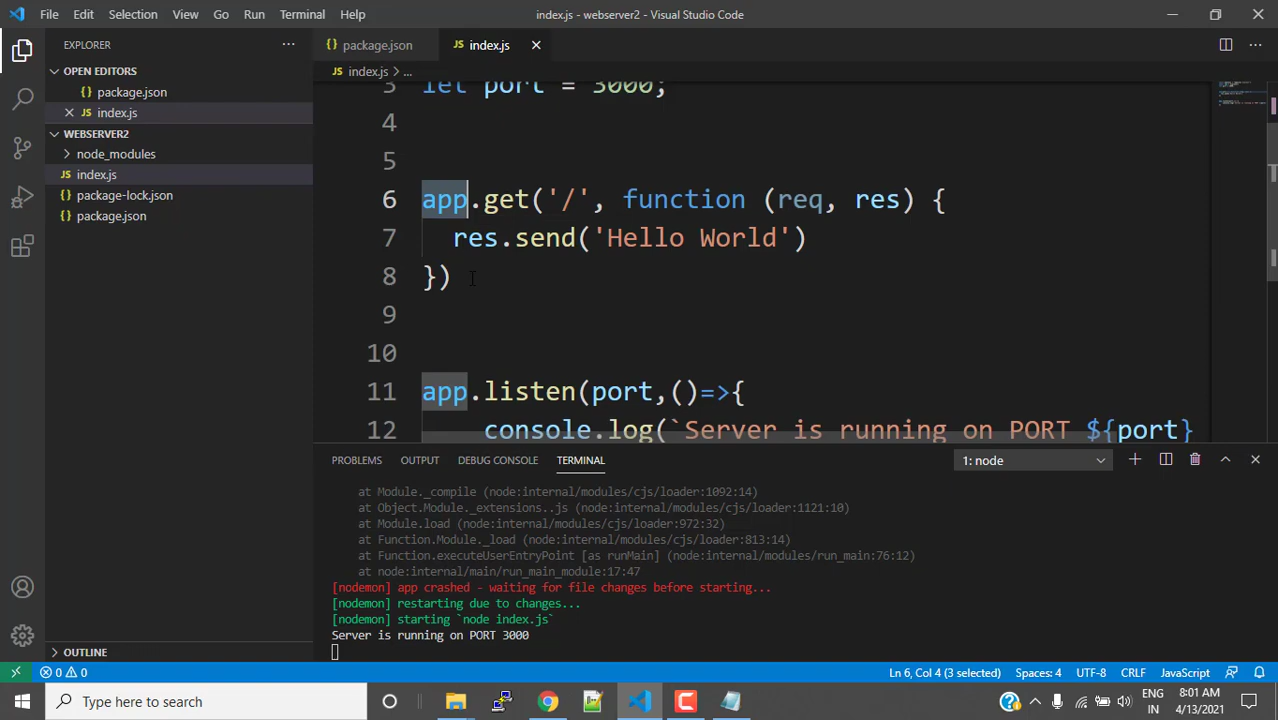 File Edit Selection View Go Run Terminal Help
index.js - webserver2 - Visual Studio Code
EXPLORER
package.json
index.js
OPEN EDITORS
index.js > ...
package.json
index.js
WEBSERVER2
node_modules
index.js
package-lock.json
package.json
3 let port = 3000;
4
5
6 app.get('/', function (req, res) {
7 res.send('Hello World')
8 })
9
10
11 app.listen(port,()=>{
12 console.log(`Server is running on PORT ${port}
PROBLEMS OUTPUT DEBUG CONSOLE TERMINAL
1: node
at Module._compile (node:internal/modules/cjs/loader:1092:14)
at Object.Module._extensions..js (node:internal/modules/cjs/loader:1121:10)
at Module.load (node:internal/modules/cjs/loader:972:32)
at Function.Module._load (node:internal/modules/cjs/loader:813:14)
at Function.executeUserEntryPoint [as runMain] (node:internal/modules/run_main:76:12)
at node:internal/main/run_main_module:17:47
[nodemon] app crashed - waiting for file changes before starting...
[nodemon] restarting due to changes...
[nodemon] starting `node index.js`
Server is running on PORT 3000
OUTLINE
0 0
Ln 6, Col 4 (3 selected) Spaces: 4 UTF-8 CRLF JavaScript
Type here to search
ENG
IN
8:01 AM
4/13/2021